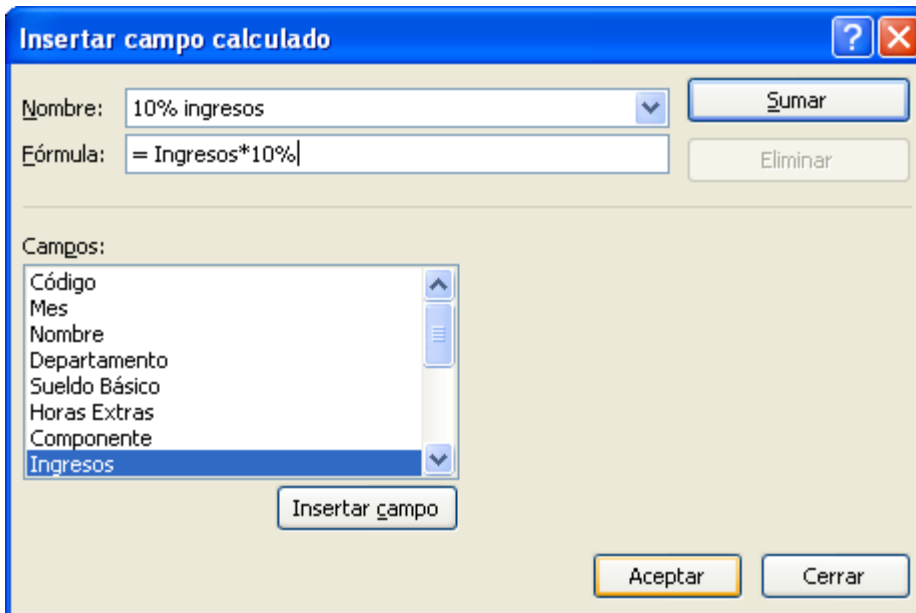 Insertar campo calculado
Nombre: 10% ingresos
Sumar
Fórmula: = Ingresos*10%
Eliminar
Campos:
Código
Mes
Nombre
Departamento
Sueldo Básico
Horas Extras
Componente
Ingresos
Insertar campo
Aceptar
Cerrar